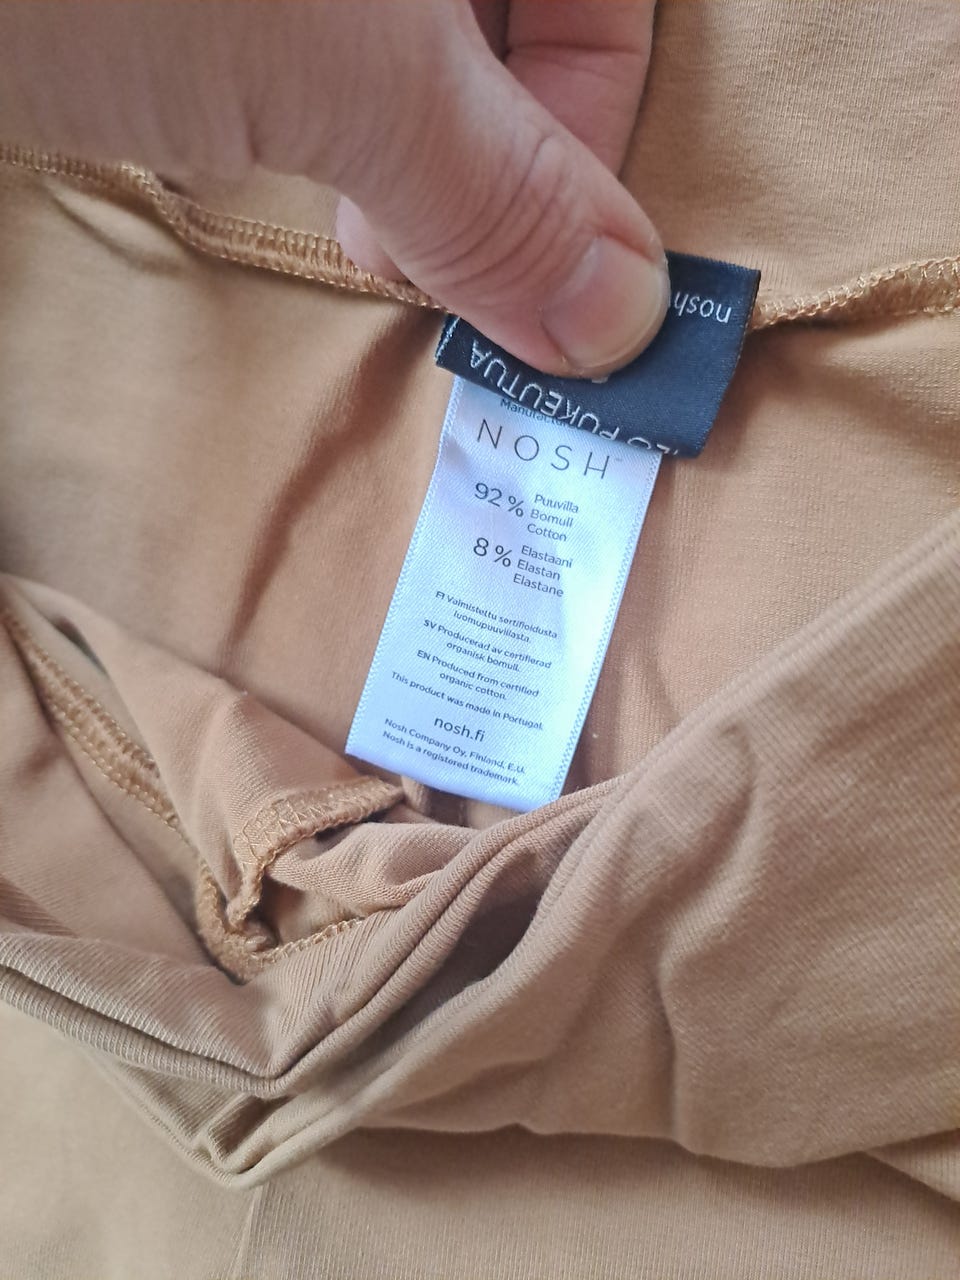 nosh
PUKEUTUA
NOSH™
92 % Puuvilla
Bomull
Cotton
8 % Elastaani
Elastan
Elastane
FI Valmistettu sertifioidusta
luomupuuvillasta.
SV Producerad av certifierad
organisk bomull.
EN Produced from certified
organic cotton.
This product was made in Portugal.
nosh.fi
Nosh Company Oy, Finland, E.U.
Nosh is a registered trademark.